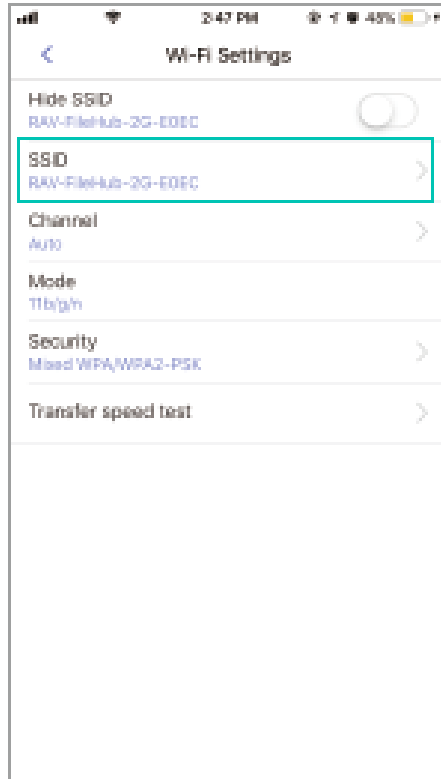 2:47 PM 48%
Wi-Fi Settings
Hide SSID
RAV-FileHub-2G-E0EC
SSID
RAV-FileHub-2G-E0EC
Channel
Auto
Mode
11b/g/n
Security
Mixed WPA/WPA2-PSK
Transfer speed test